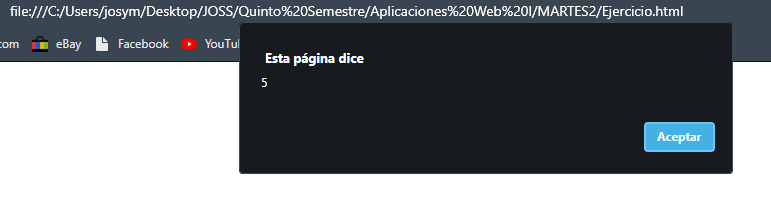 file:///C:/Users/josym/Desktop/JOSS/Quinto%20Semestre/Aplicaciones%20Web%20I/MARTES2/Ejercicio.html
com eBay Facebook YouTu
Esta página dice
5
Aceptar